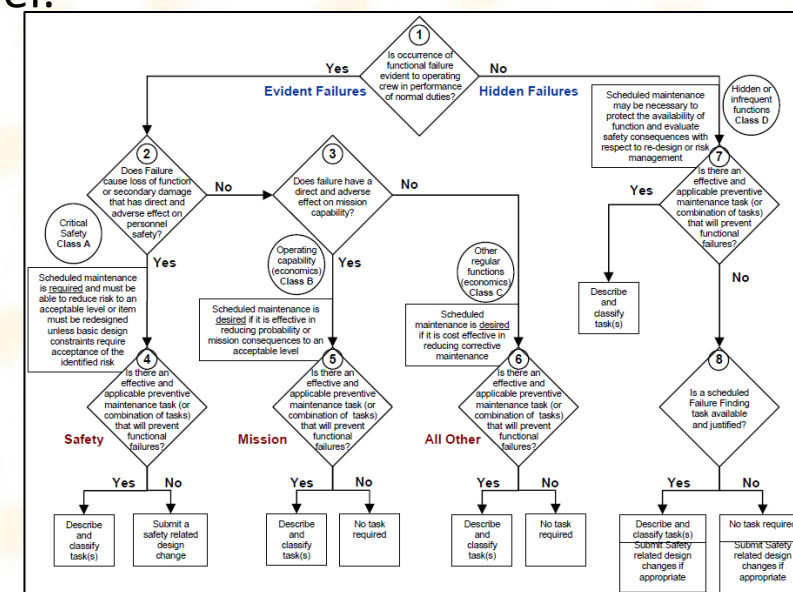 1
Is occurrence of
functional failure
evident to operating
crew in performance
of normal duties?
Yes
No
Evident Failures
Hidden Failures
Scheduled maintenance
may be necessary to
protect the availability of
function and evaluate
safety consequences with
respect to re-design or risk
management
Hidden or
infrequent
functions
Class D
2
Does Failure
cause loss of function
or secondary damage
that has direct and
adverse effect on
personnel
safety?
No
Yes
3
Does failure have a
direct and adverse
effect on mission
capability?
No
Yes
7
Is there an
effective and
applicable preventive
maintenance task (or
combination of tasks)
that will prevent
functional
failures?
Yes
No
Critical
Safety
Class A
Operating
capability
(economics)
Class B
Other
regular
functions
(economics)
Class C
Scheduled maintenance
is required and must be
able to reduce risk to an
acceptable level or item
must be redesigned
unless basic design
constraints require
acceptance of the
identified risk
Scheduled maintenance is
desired if it is effective in
reducing probability or
mission consequences to an
acceptable level
Scheduled
maintenance is desired
if it is cost effective in
reducing corrective
maintenance
Describe
and
classify
task(s)
4
Is there an
effective and
applicable preventive
maintenance task (or
combination of tasks)
that will prevent
functional
failures?
Safety
Yes
No
5
Is there an
effective and
applicable preventive
maintenance task (or
combination of tasks)
that will prevent
functional
failures?
Mission
Yes
No
6
Is there an
effective and
applicable preventive
maintenance task (or
combination of tasks)
that will prevent
functional
failures?
All Other
Yes
No
8
Is a scheduled
Failure Finding
task available
and justified?
Yes
No
Describe
and
classify
task(s)
Submit a
safety related
design
change
Describe
and
classify
task(s)
No task
required
Describe
and
classify
task(s)
No task
required
Describe and
classify task(s)
Submit Safety
related design
changes if
appropriate
No task required
Submit Safety
related design
changes if
appropriate